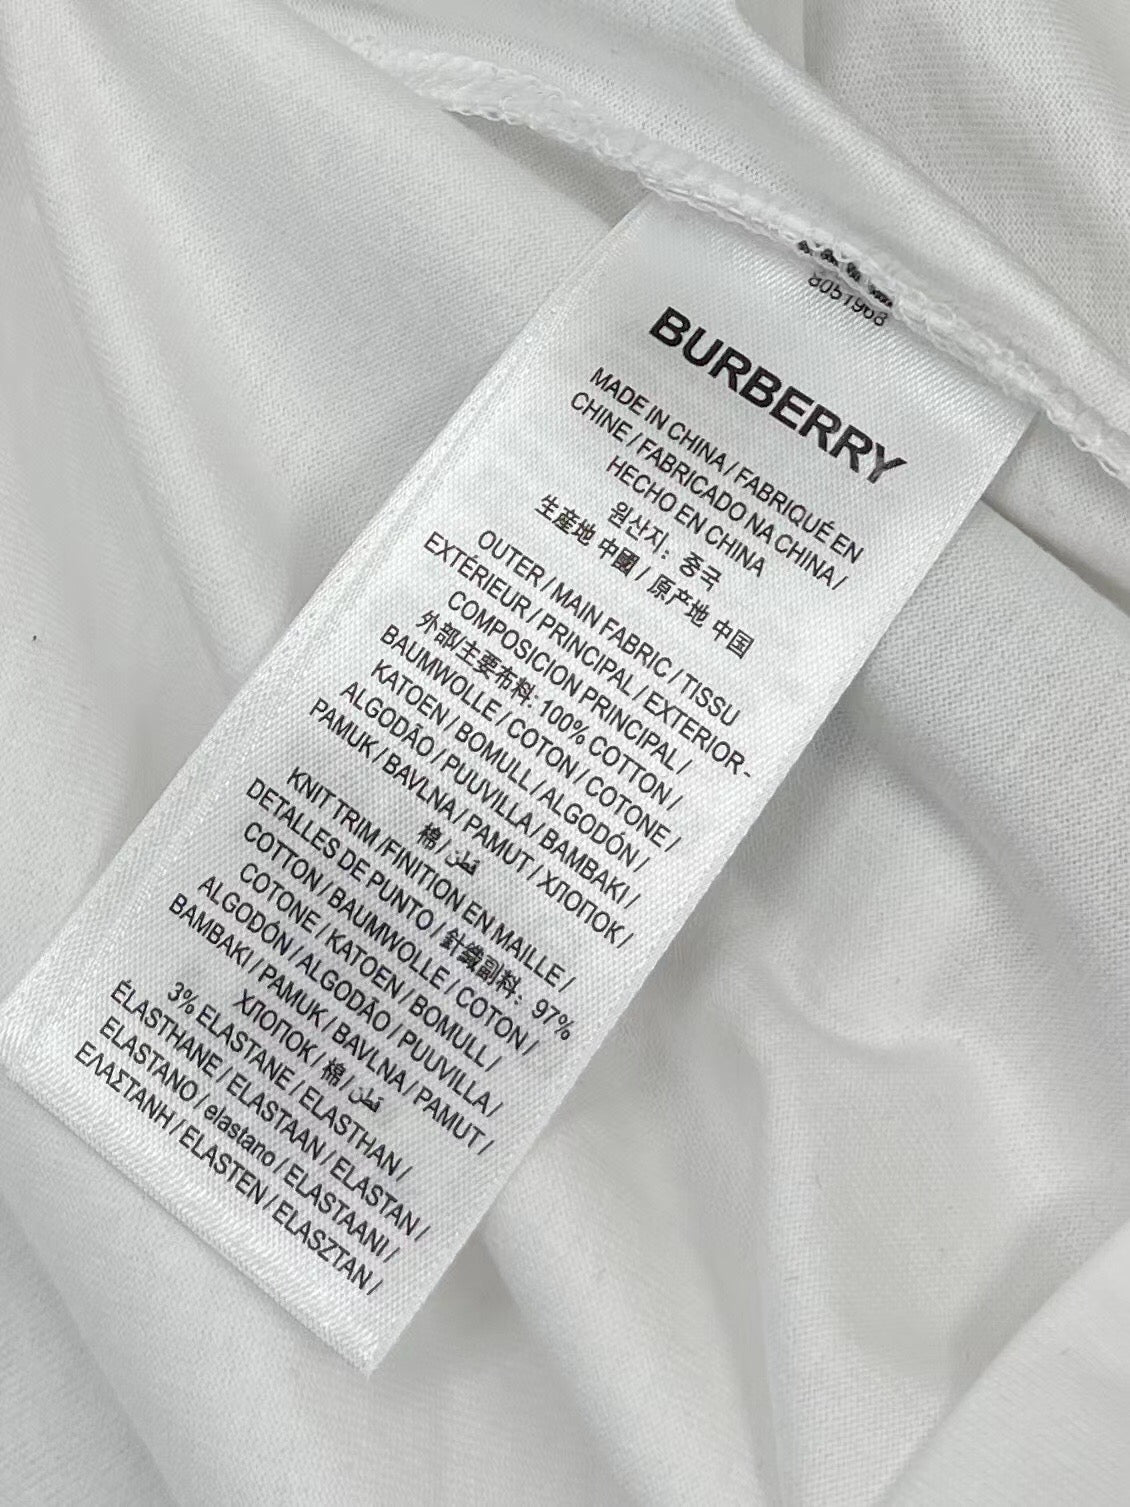 8051968
BURBERRY
MADE IN CHINA / FABRIQUÉ EN
CHINE / FABRICADO NA CHINA /
HECHO EN CHINA
원산지: 중국
生産地 中國 / 原产地 中国
OUTER / MAIN FABRIC / TISSU
EXTÉRIEUR / PRINCIPAL / EXTERIOR -
COMPOSICION PRINCIPAL /
外部/主要布料: 100% COTTON /
BAUMWOLLE / COTON / COTONE /
KATOEN / BOMULL / ALGODÓN /
ALGODÃO / PUUVILLA / BAMBAKI /
PAMUK / BAVLNA / PAMUT / ХЛОПОК /
棉 / قطن
KNIT TRIM /FINITION EN MAILLE /
DETALLES DE PUNTO / 針織副料: 97%
COTTON / BAUMWOLLE / COTON /
COTONE / KATOEN / BOMULL /
ALGODÓN / ALGODÃO / PUUVILLA /
BAMBAKI / PAMUK / BAVLNA / PAMUT /
ХЛОПОК / 棉 / قطن
3% ELASTANE / ELASTHAN /
ÉLASTHANE / ELASTAAN / ELASTAN /
ELASTANO / elastano / ELASTAANI /
ΕΛΑΣΤΑΝΗ / ELASTEN / ELASZTAN /